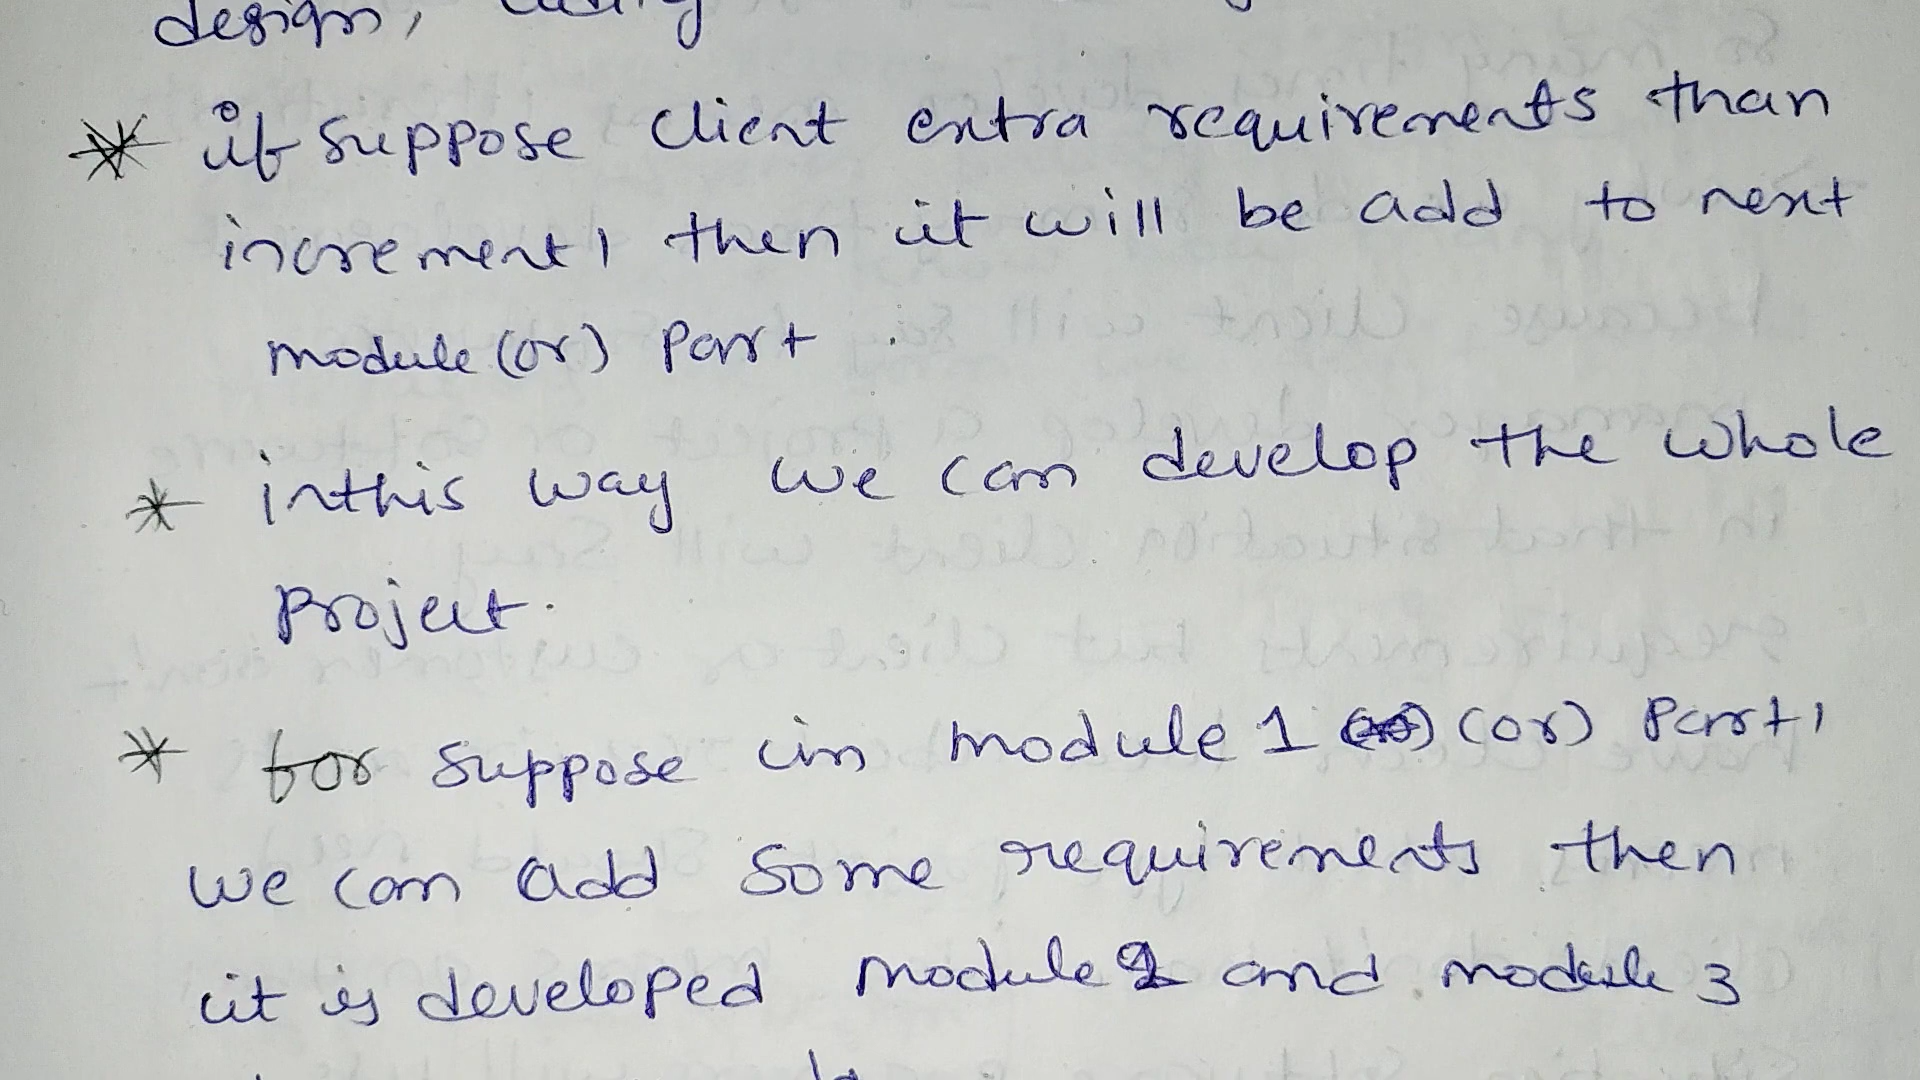 design,
* if suppose client extra requirements than
increment 1 then it will be add to next
module (or) part .
* inthis way we can develop the whole
project.
* for suppose in module 1 (or) part 1
we can add some requirements then
it is developed module 2 and module 3